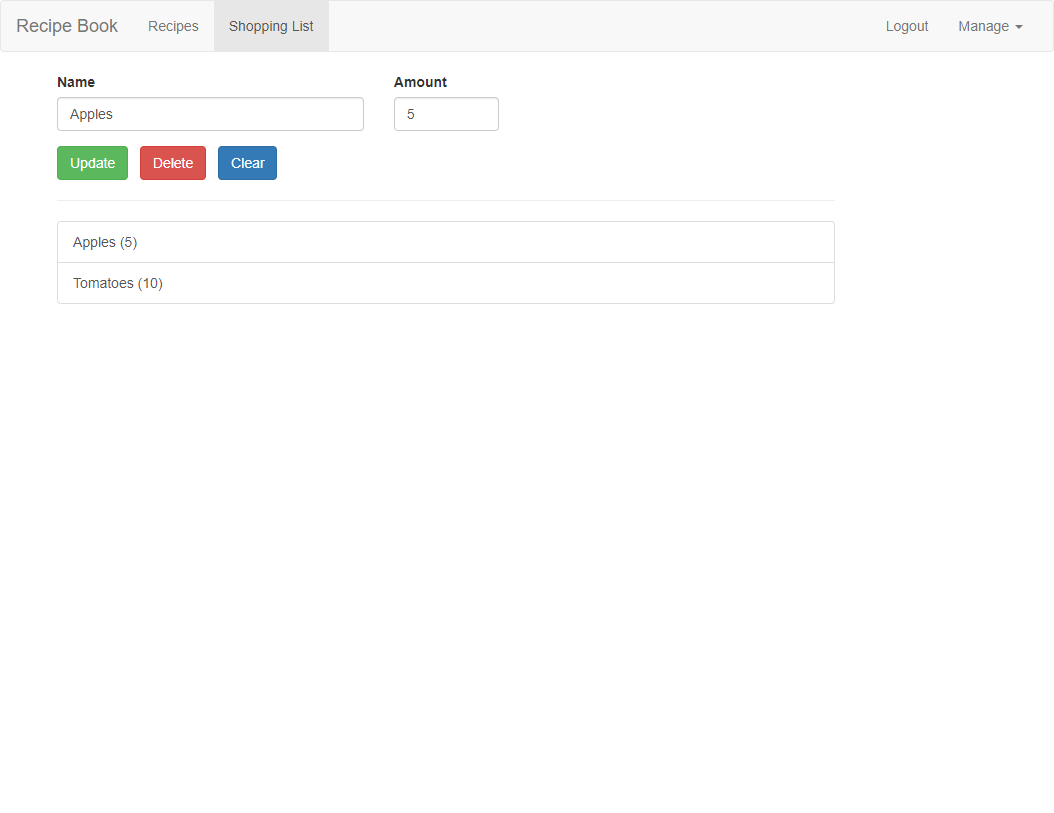 Recipe Book Recipes Shopping List Logout Manage
Name Amount
Apples 5
Update Delete Clear
Apples (5)
Tomatoes (10)